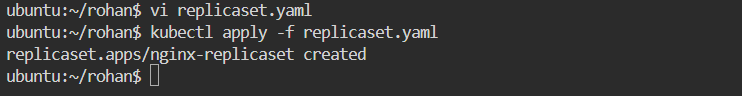 ubuntu:~/rohan$ vi replicaset.yaml
ubuntu:~/rohan$ kubectl apply -f replicaset.yaml
replicaset.apps/nginx-replicaset created
ubuntu:~/rohan$